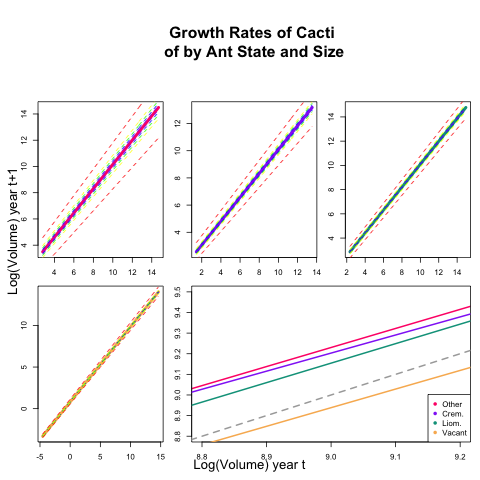 Growth Rates of Cacti
of by Ant State and Size
Log(Volume) year t+1
4 6 8 10 12 14
4 6 8 10 12 14
4 6 8 10 12
2 4 6 8 10 12 14
4 6 8 10 12 14
2 4 6 8 10 12 14
0 5 10
-5 0 5 10 15
8.8 8.9 9.0 9.1 9.2 9.3 9.4 9.5
8.8 8.9 9.0 9.1 9.2
Other
Crem.
Liom.
Vacant
Log(Volume) year t